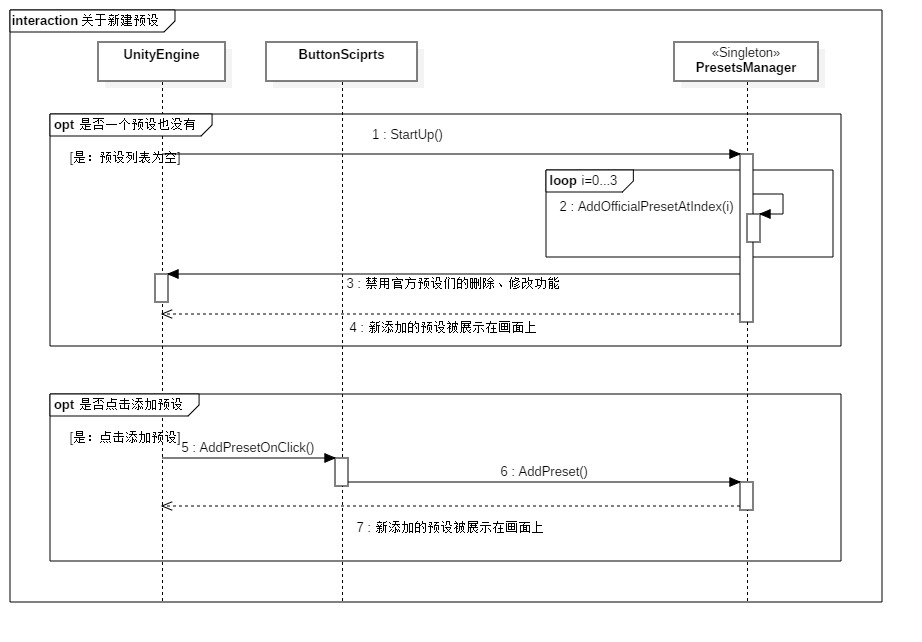 interaction 关于新建预设
UnityEngine
ButtonSciprts
«Singleton»
PresetsManager
opt 是否一个预设也没有
1 : StartUp()
[是：预设列表为空]
loop i=0...3
2 : AddOfficialPresetAtIndex(i)
3 : 禁用官方预设们的删除、修改功能
4 : 新添加的预设被展示在画面上
opt 是否点击添加预设
[是：点击添加预设]
5 : AddPresetOnClick()
6 : AddPreset()
7 : 新添加的预设被展示在画面上